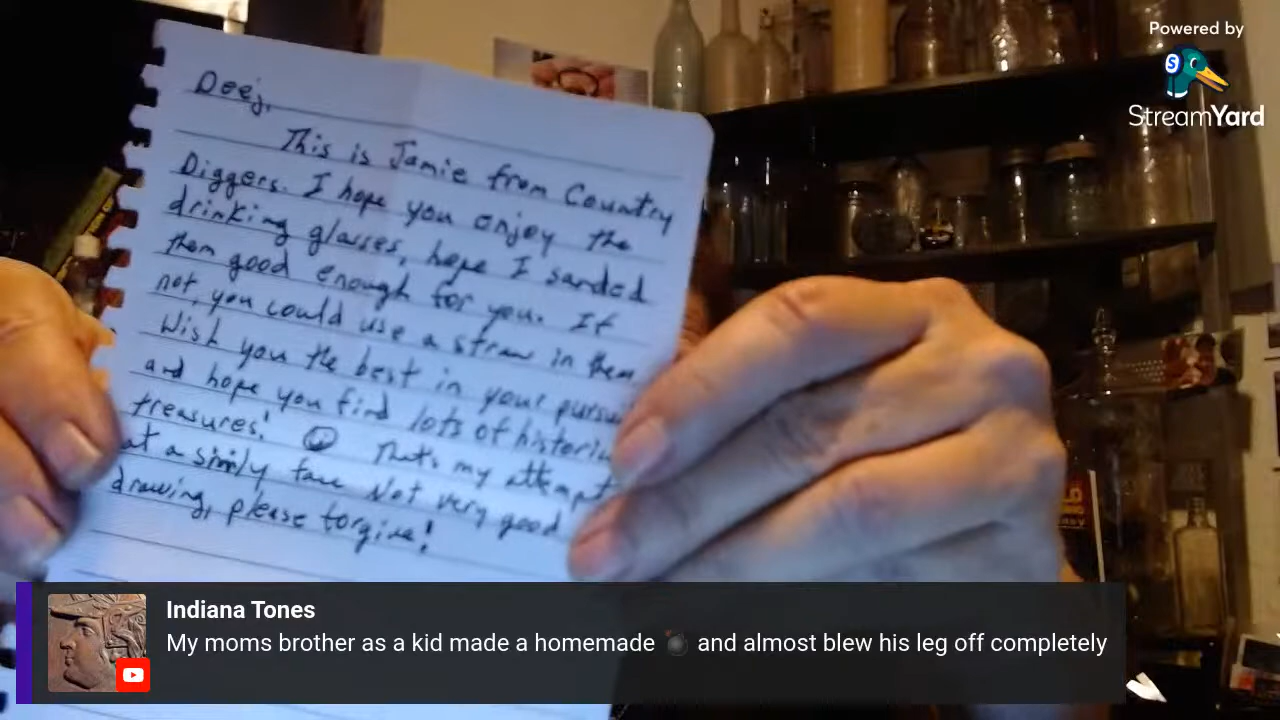 Deej,
This is Jamie from Country
Diggers. I hope you enjoy the
drinking glasses, hope I sanded
them good enough for you. If
not, you could use a straw in them
Wish you the best in your
and hope you find lots of
treasures! That's my attempt
at a simly face Not very good
drawing, please forgive!
Powered by
StreamYard
Indiana Tones
My moms brother as a kid made a homemade 💣 and almost blew his leg off completely